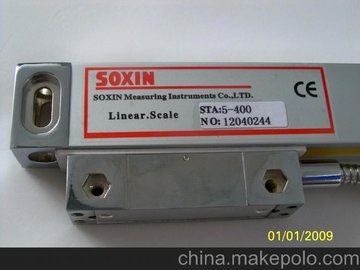 SOXIN
SOXIN Measuring Instruments Co.,LTD.
Linear.Scale
STA:5-400
NO:12040244
CE
01/01/2009
china.makepolo.com